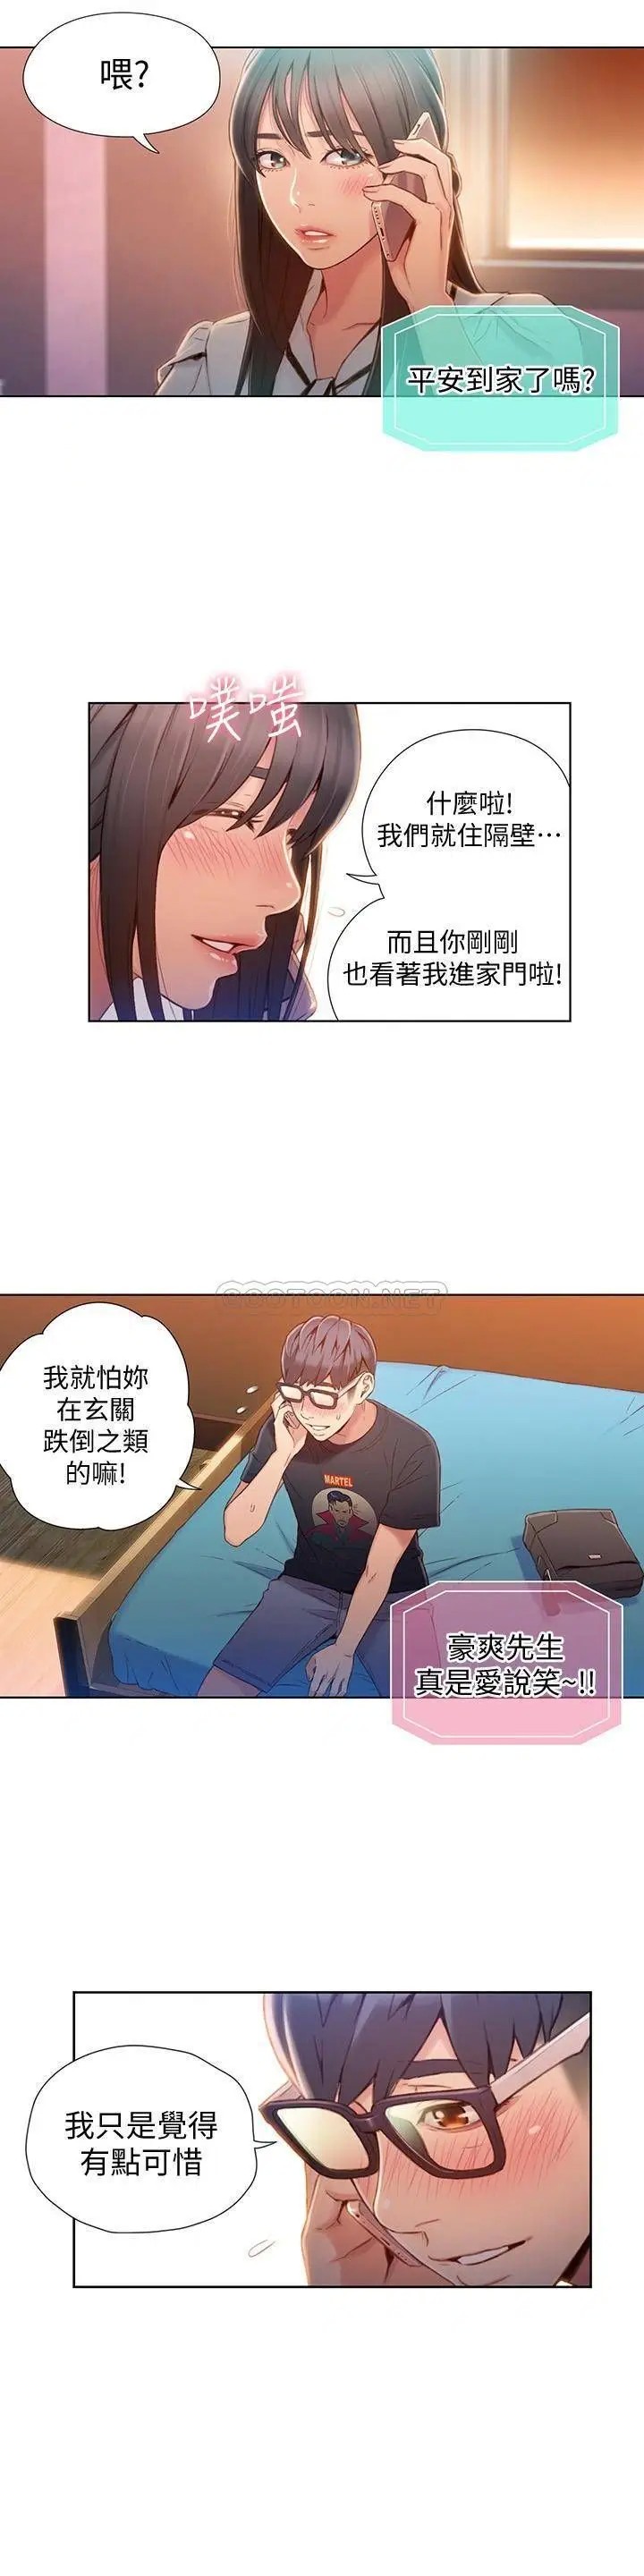 喂?
平安到家了嗎?
噗嗤
什麼啦!
我們就住隔壁⋯
而且你剛剛
也看著我進家門啦!
GOOTOON.NET
我就怕妳
在玄關
跌倒之類
的嘛!
MARTEL
豪爽先生
真是愛說笑~!!
我只是覺得
有點可惜